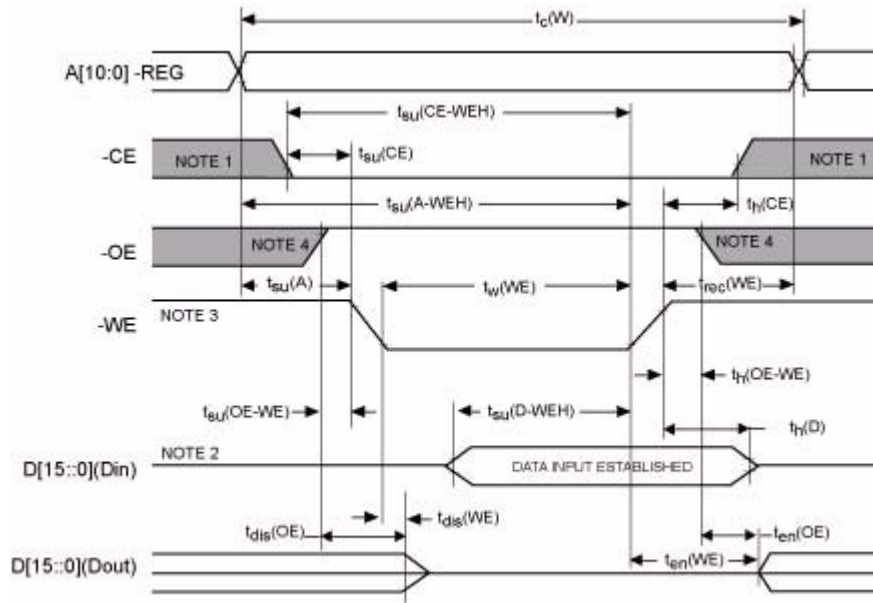 tc(W)
A[10:0] -REG
tsu(CE-WEH)
-CE
NOTE 1
tsu(CE)
NOTE 1
tsu(A-WEH)
th(CE)
-OE
NOTE 4
NOTE 4
tsu(A)
tw(WE)
trec(WE)
-WE
NOTE 3
th(OE-WE)
tsu(OE-WE)
tsu(D-WEH)
th(D)
NOTE 2
D[15::0](Din)
DATA INPUT ESTABLISHED
tdis(WE)
tdis(OE)
ten(OE)
ten(WE)
D[15::0](Dout)